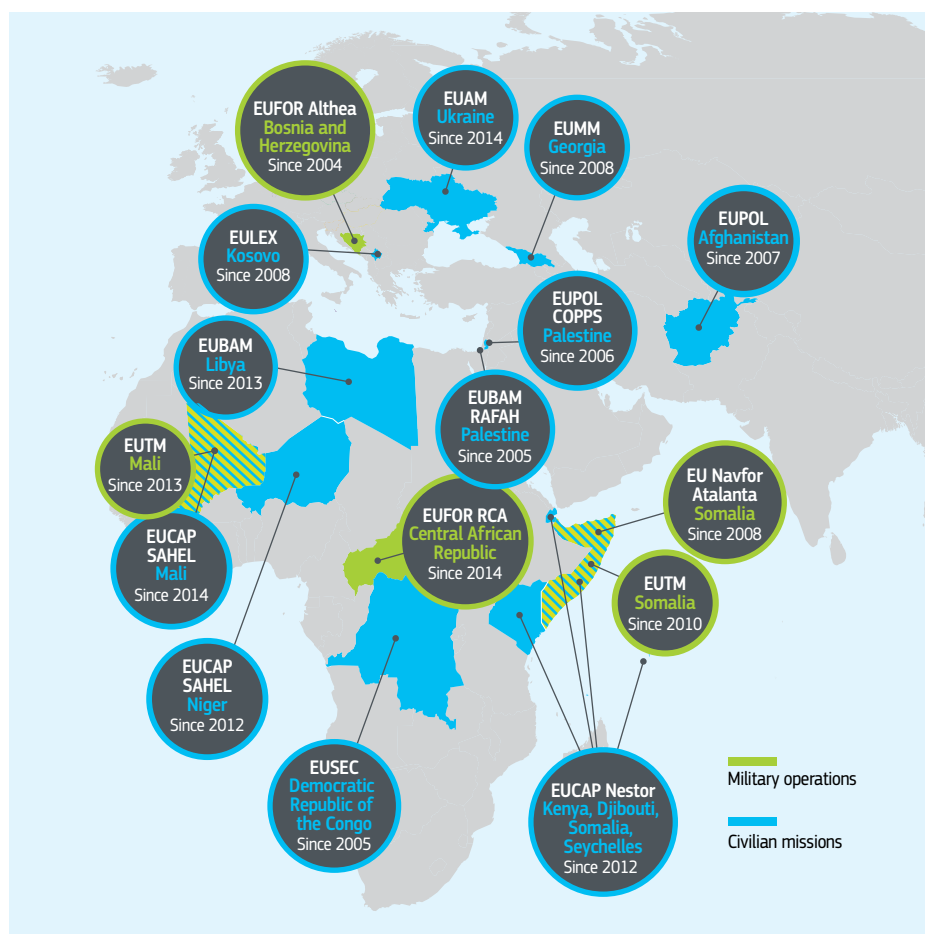 EUFOR Althea
Bosnia and
Herzegovina
Since 2004
EUAM
Ukraine
Since 2014
EUMM
Georgia
Since 2008
EULEX
Kosovo
Since 2008
EUPOL
Afghanistan
Since 2007
EUPOL
COPPS
Palestine
Since 2006
EUBAM
Libya
Since 2013
EUBAM
RAFAH
Palestine
Since 2005
EUTM
Mali
Since 2013
EU Navfor
Atalanta
Somalia
Since 2008
EUFOR RCA
Central African
Republic
Since 2014
EUCAP
SAHEL
Mali
Since 2014
EUTM
Somalia
Since 2010
EUCAP
SAHEL
Niger
Since 2012
EUSEC
Democratic
Republic of
the Congo
Since 2005
EUCAP Nestor
Kenya, Djibouti,
Somalia,
Seychelles
Since 2012
Military operations
Civilian missions